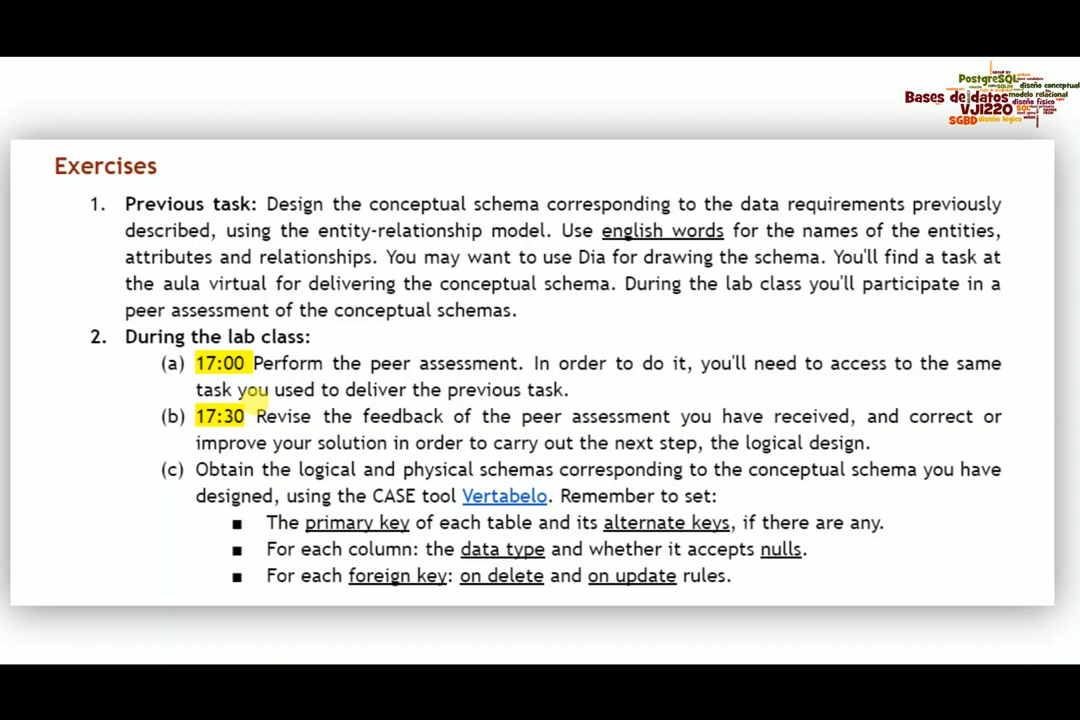 PostgreSQL
diseño conceptual
Bases de datos
modelo relacional
diseño físico
VJ1220
SQL
SGBD
diseño lógico
Exercises
1. Previous task: Design the conceptual schema corresponding to the data requirements previously
described, using the entity-relationship model. Use english words for the names of the entities,
attributes and relationships. You may want to use Dia for drawing the schema. You'll find a task at
the aula virtual for delivering the conceptual schema. During the lab class you'll participate in a
peer assessment of the conceptual schemas.
2. During the lab class:
(a) 17:00 Perform the peer assessment. In order to do it, you'll need to access to the same
task you used to deliver the previous task.
(b) 17:30 Revise the feedback of the peer assessment you have received, and correct or
improve your solution in order to carry out the next step, the logical design.
(c) Obtain the logical and physical schemas corresponding to the conceptual schema you have
designed, using the CASE tool Vertabelo. Remember to set:
■ The primary key of each table and its alternate keys, if there are any.
■ For each column: the data type and whether it accepts nulls.
■ For each foreign key: on delete and on update rules.